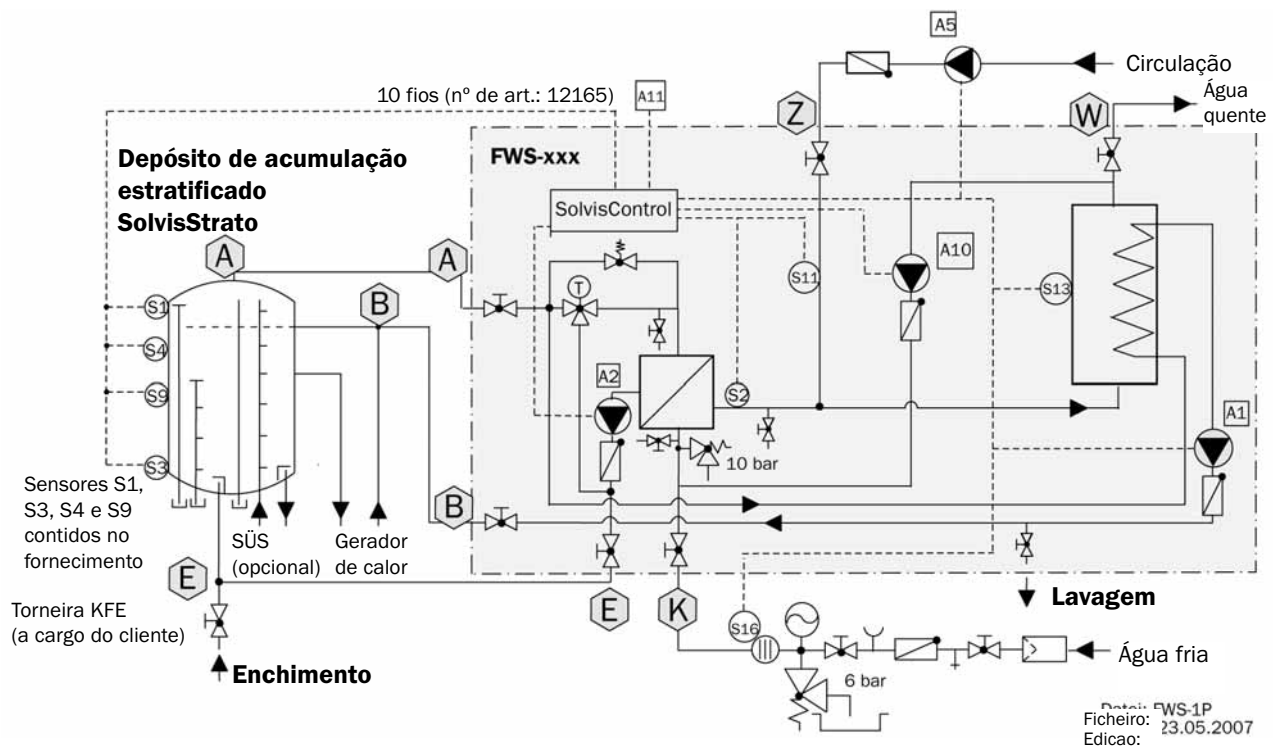 A5
Circulação
10 fios (nº de art.: 12165)
A11
Z
W
Água
quente
Depósito de acumulação
estratificado
SolvisStrato
FWS-xxx
SolvisControl
A
A
A10
S11
S13
T
S1
B
S4
A2
S2
S9
A1
10 bar
S3
Sensores S1,
S3, S4 e S9
contidos no
fornecimento
B
SÜS
(opcional)
Gerador
de calor
E
E
K
Lavagem
Torneira KFE
(a cargo do cliente)
S16
Água fria
Enchimento
6 bar
FWS-1P
Ficheiro:
23.05.2007
Edicao: